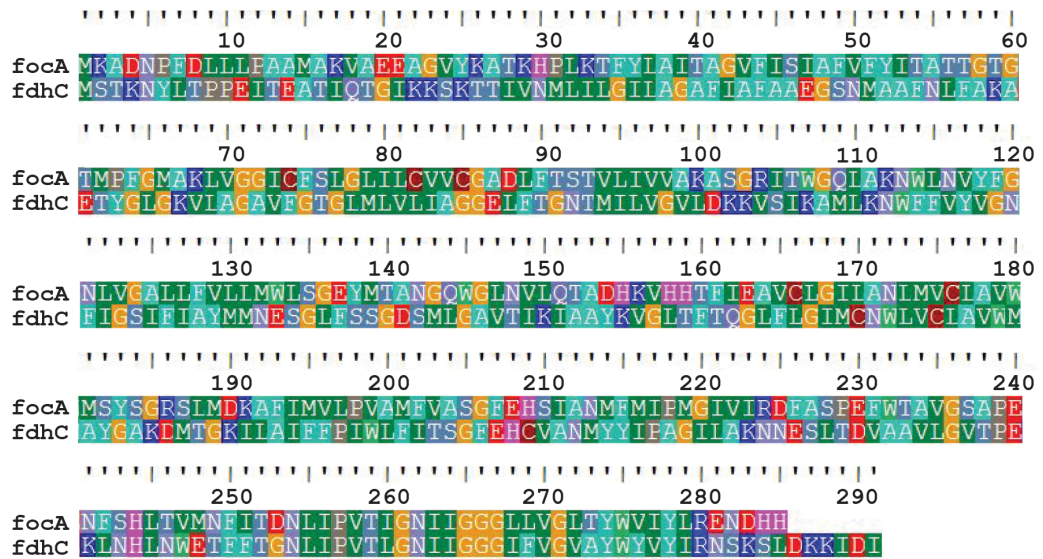 10 20 30 40 50 60
focA MKADNPFDLLLPAAMAKVAEEAGVYKATKHPLKTFYLAITAGVFISIAFVFYITATTGTG
fdhC MSTKNYLTPPEITEATIQTGIKKSKTTIVNMLILGILAGAFIAFAAEGSNMAAFNLFAKA
70 80 90 100 110 120
focA TMPFGMAKLVGGICFSLGLILCVVCGADLFTSTVLIVVAKASGRITWGQLAKNWLNVYFG
fdhC ETYGLGKVLAGAVFGTGLMLVLIAGGELFTGNTMILVGVLDKKVSIKAMLKNWFFVYVGN
130 140 150 160 170 180
focA NLVGALLFVLLMWLSGEYMTANGQWGLNVLQTADHKVHHTFIEAVCLGILANLMVCLAVW
fdhC FIGSIFIAYMMNESGLFSSGDSMLGAVTIKIAAYKVGLTFTQGLFLGIMCNWLVCLAVWM
190 200 210 220 230 240
focA MSYSGRSLMDKAFIMVLPVAMFVASGFEHSIANMFMIPMGIVIRDFASPEFWTAVGSAPE
fdhC AYGAKDMTGKILAIFFPIWLFITSGFEHCVANMYYIPAGIIAKNNESLTDVAAVLGVTPE
250 260 270 280 290
focA NFSHLTVMNFITDNLIPVTIGNIIGGGLLVGLTYWVIYLRENDHH
fdhC KLNHLNWETFFTGNLIPVTLGNIIGGGIFVGVAYWYVYIRNSKSLDKKIDI